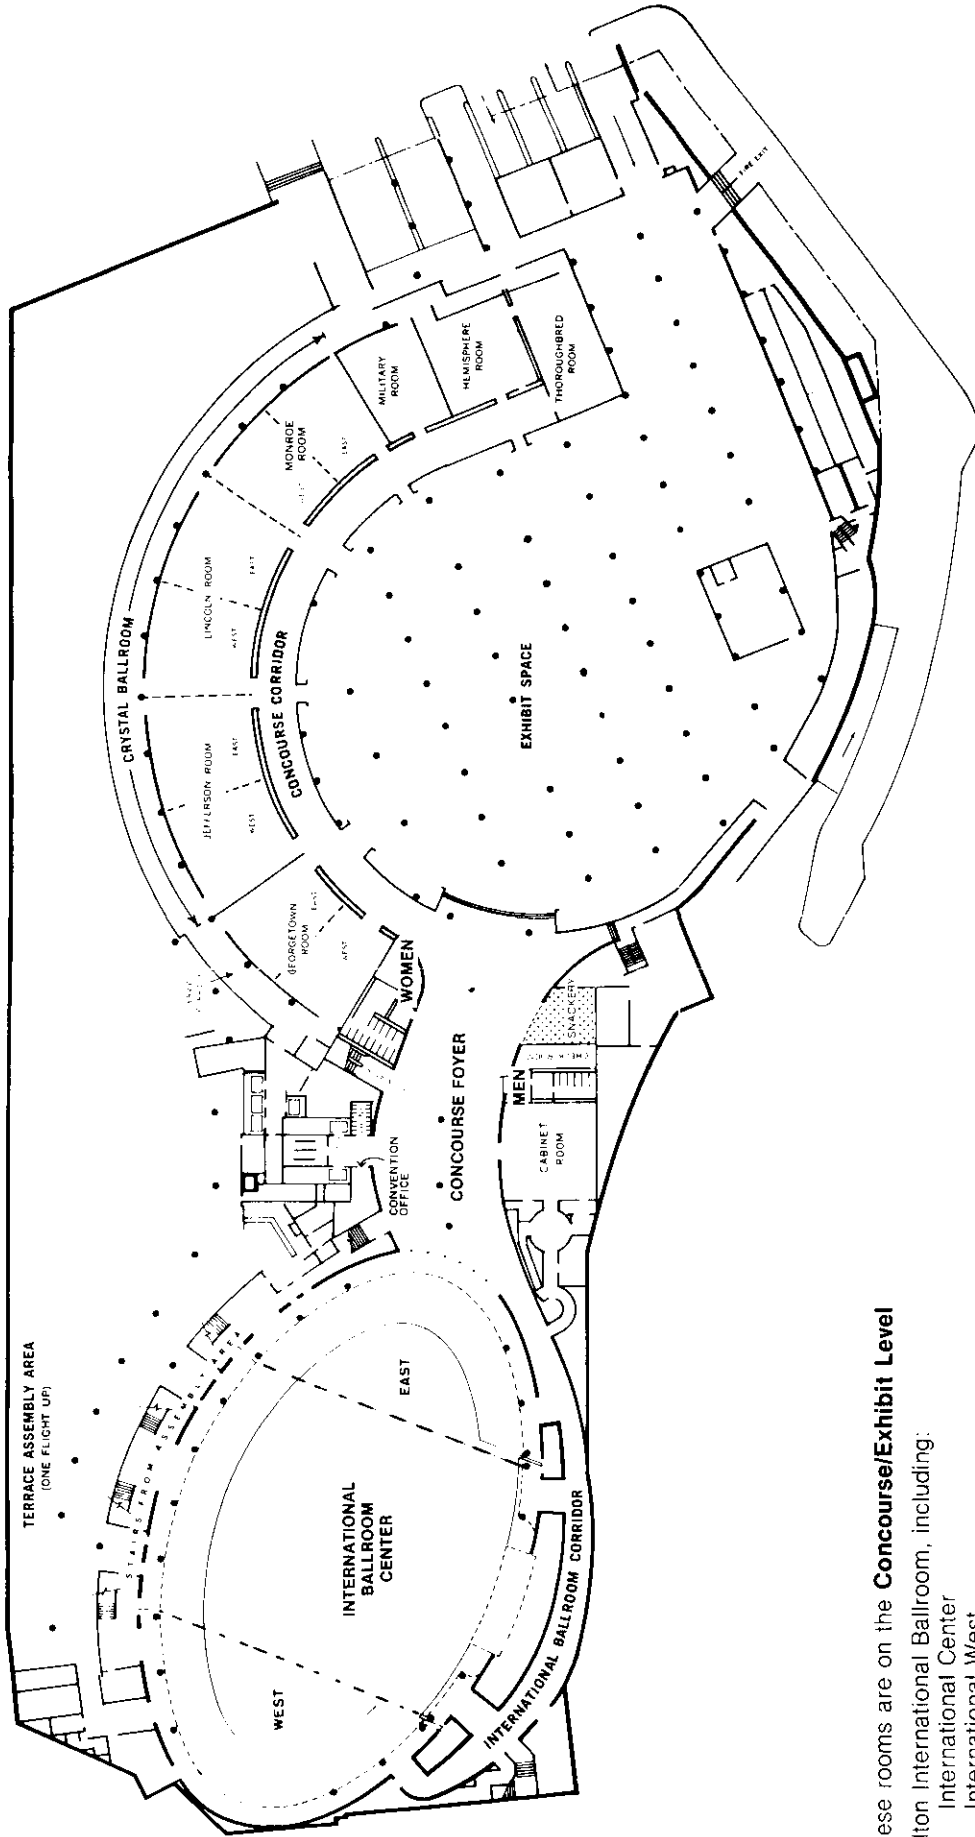 TERRACE ASSEMBLY AREA
(ONE FLIGHT UP)
STAIRS FROM ASSEMBLY AREA
WEST
INTERNATIONAL
BALLROOM
CENTER
EAST
INTERNATIONAL BALLROOM CORRIDOR
CONVENTION
OFFICE
CONCOURSE FOYER
CABINET
ROOM
MEN
CHECK ROOM
SNACKERY
WOMEN
GEORGETOWN
ROOM
WEST
EAST
CRYSTAL BALLROOM
JEFFERSON ROOM
WEST
EAST
LINCOLN ROOM
WEST
EAST
MONROE
ROOM
WEST
EAST
CONCOURSE CORRIDOR
MILITARY
ROOM
HEMISPHERE
ROOM
THOROUGHBRED
ROOM
EXHIBIT SPACE
FIRE EXIT
ese rooms are on the Concourse/Exhibit Level
lton International Ballroom, including:
International Center
International West